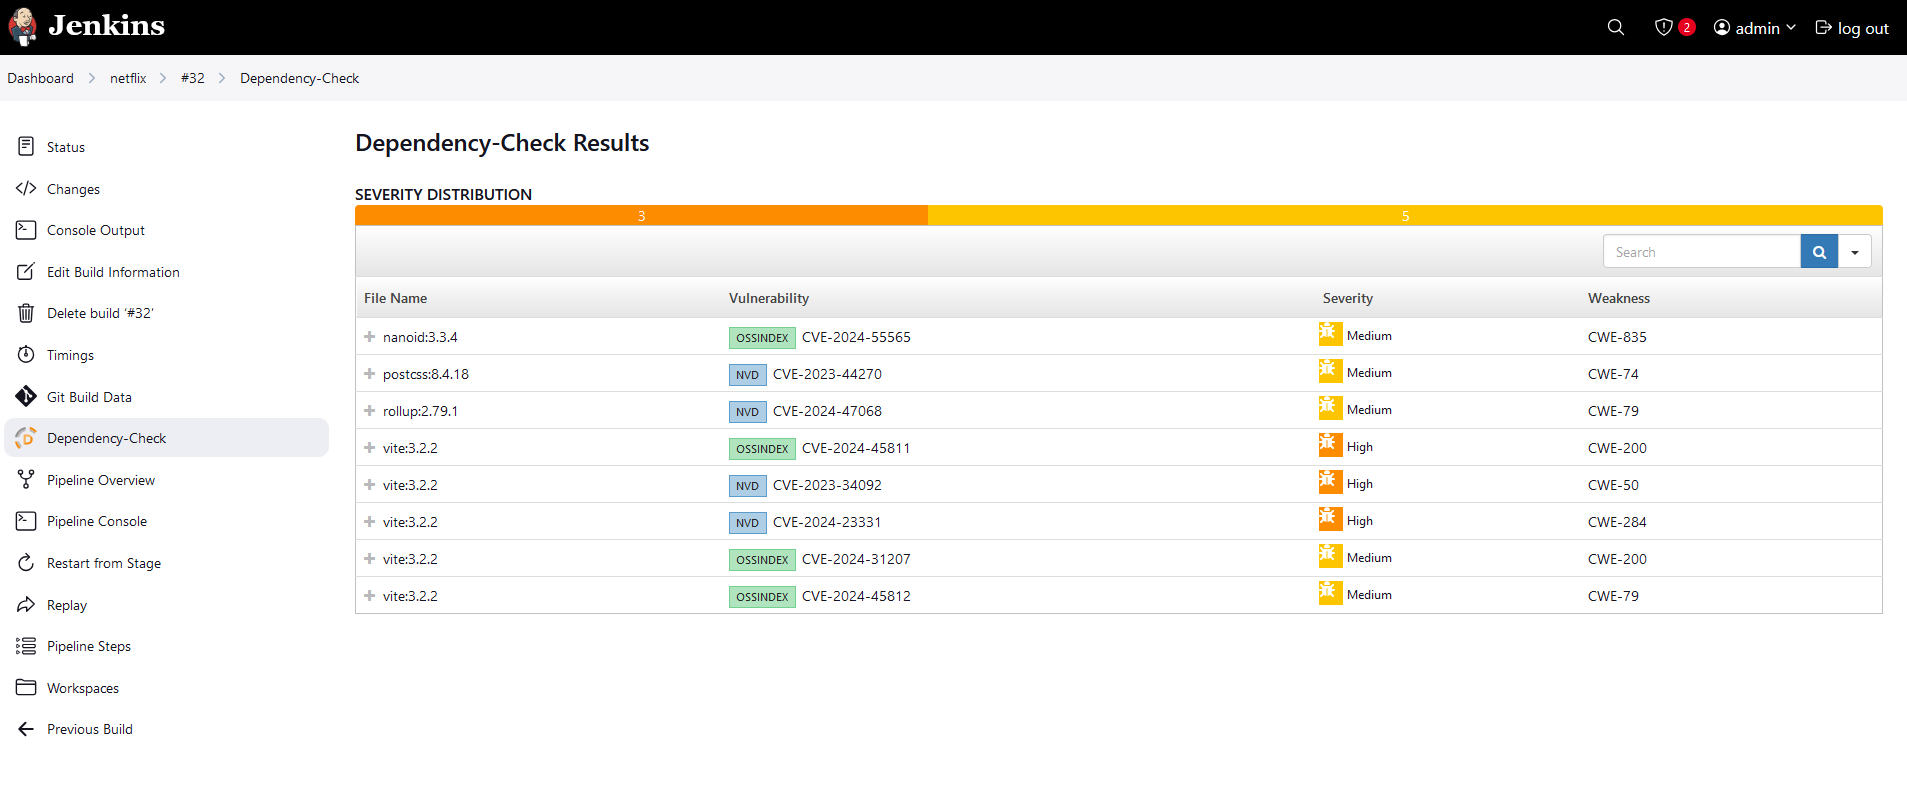 Jenkins
2 admin log out
Dashboard netflix #32 Dependency-Check
Status
Changes
Console Output
Edit Build Information
Delete build ‘#32’
Timings
Git Build Data
Dependency-Check
Pipeline Overview
Pipeline Console
Restart from Stage
Replay
Pipeline Steps
Workspaces
Previous Build
Dependency-Check Results
SEVERITY DISTRIBUTION
3 5
Search
File Name Vulnerability Severity Weakness
nanoid:3.3.4 OSSINDEX CVE-2024-55565 Medium CWE-835
postcss:8.4.18 NVD CVE-2023-44270 Medium CWE-74
rollup:2.79.1 NVD CVE-2024-47068 Medium CWE-79
vite:3.2.2 OSSINDEX CVE-2024-45811 High CWE-200
vite:3.2.2 NVD CVE-2023-34092 High CWE-50
vite:3.2.2 NVD CVE-2024-23331 High CWE-284
vite:3.2.2 OSSINDEX CVE-2024-31207 Medium CWE-200
vite:3.2.2 OSSINDEX CVE-2024-45812 Medium CWE-79